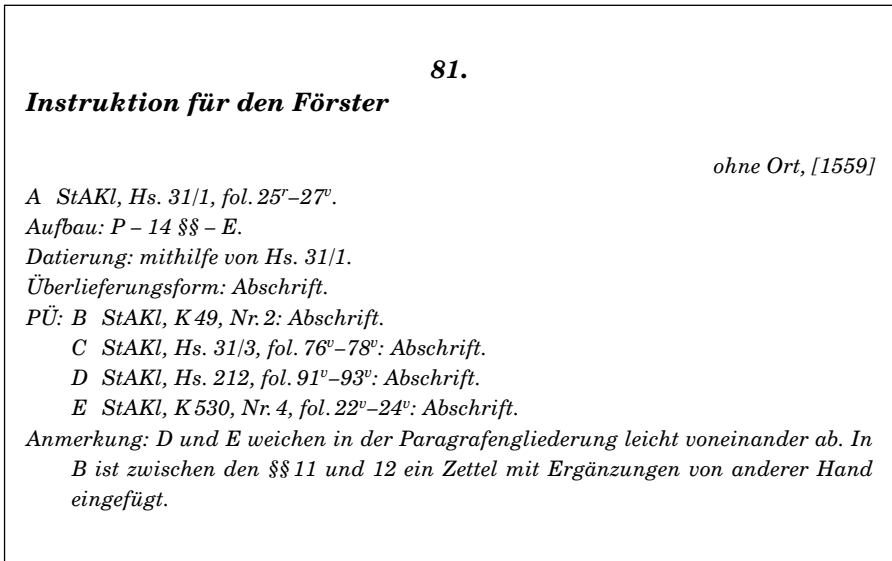 81.
Instruktion für den Förster
ohne Ort, [1559]
A StAKl, Hs. 31/1, fol. 25r–27v.
Aufbau: P – 14 §§ – E.
Datierung: mithilfe von Hs. 31/1.
Überlieferungsform: Abschrift.
PÜ: B StAKl, K 49, Nr. 2: Abschrift.
C StAKl, Hs. 31/3, fol. 76v–78v: Abschrift.
D StAKl, Hs. 212, fol. 91v–93v: Abschrift.
E StAKl, K 530, Nr. 4, fol. 22v–24v: Abschrift.
Anmerkung: D und E weichen in der Paragrafengliederung leicht voneinander ab. In
B ist zwischen den §§ 11 und 12 ein Zettel mit Ergänzungen von anderer Hand
eingefügt.